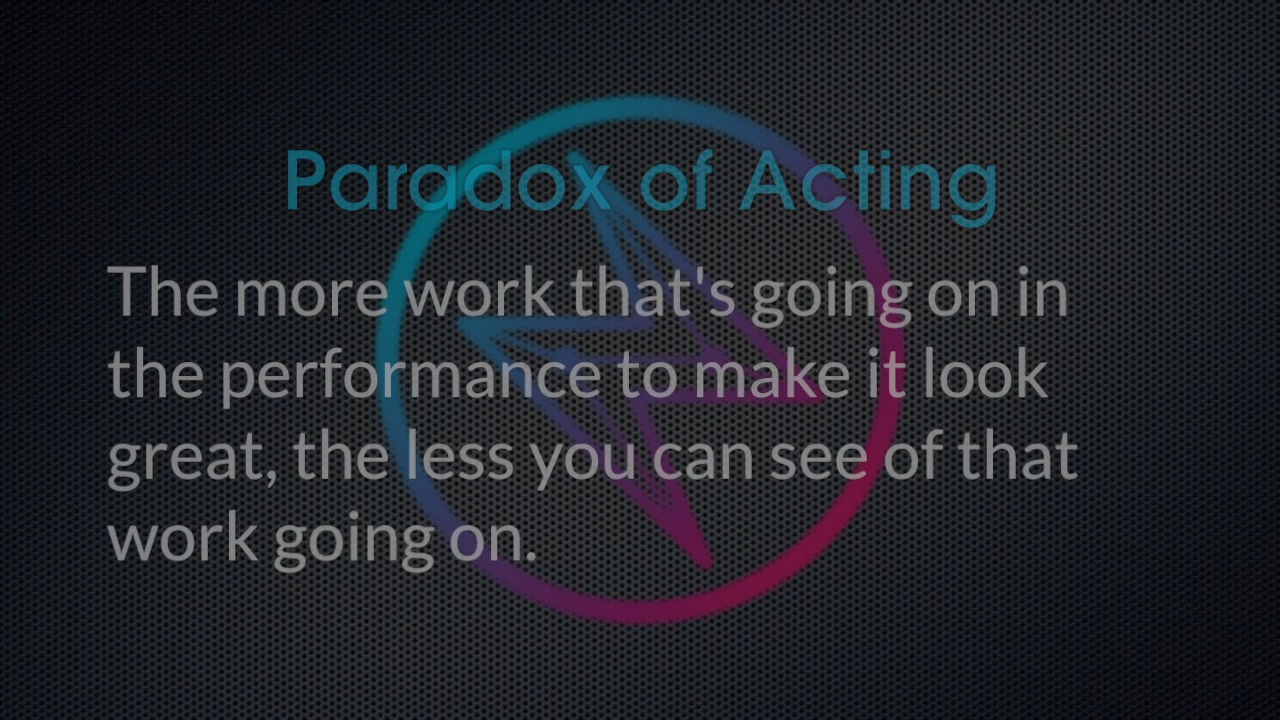 Paradox of Acting
The more work that's going on in
the performance to make it look
great, the less you can see of that
work going on.